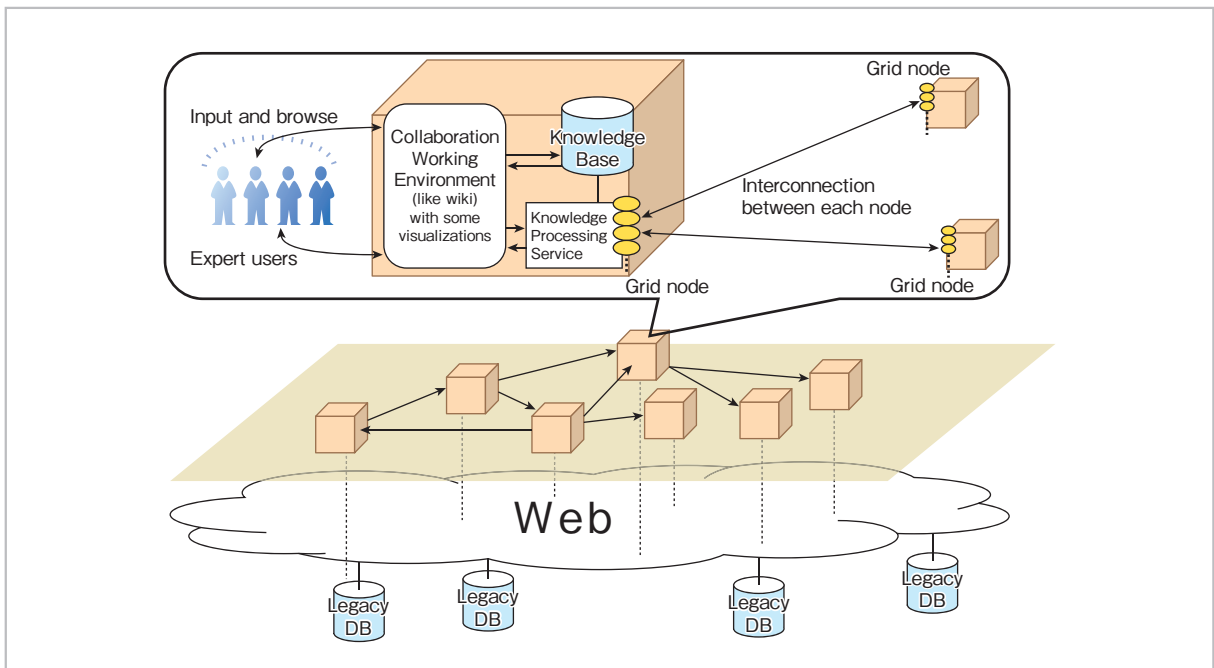 Grid node
Input and browse
Collaboration
Working
Environment
(like wiki)
with some
visualizations
Knowledge
Base
Knowledge
Processing
Service
Interconnection
between each node
Expert users
Grid node
Grid node
Web
Legacy
DB
Legacy
DB
Legacy
DB
Legacy
DB